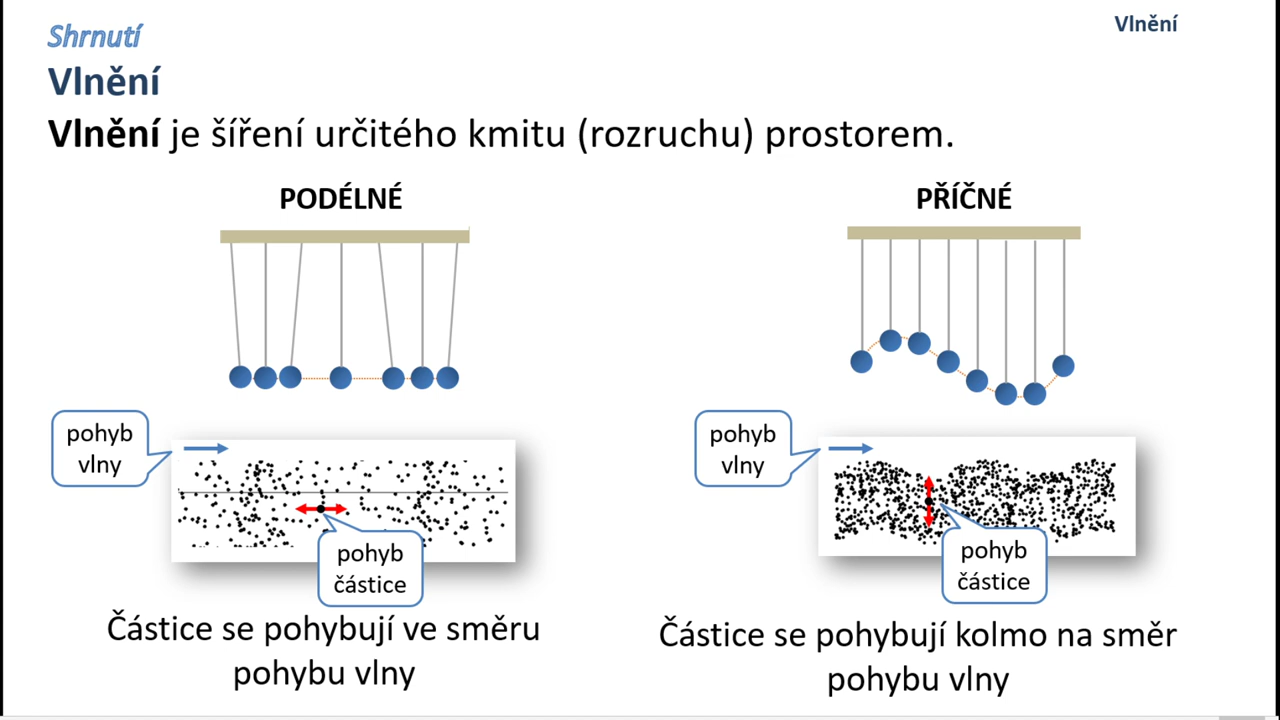 Shrnutí
Vlnění
Vlnění
Vlnění je šíření určitého kmitu (rozruchu) prostorem.
PODÉLNÉ
PŘÍČNÉ
pohyb
vlny
pohyb
částice
pohyb
vlny
pohyb
částice
Částice se pohybují ve směru
pohybu vlny
Částice se pohybují kolmo na směr
pohybu vlny